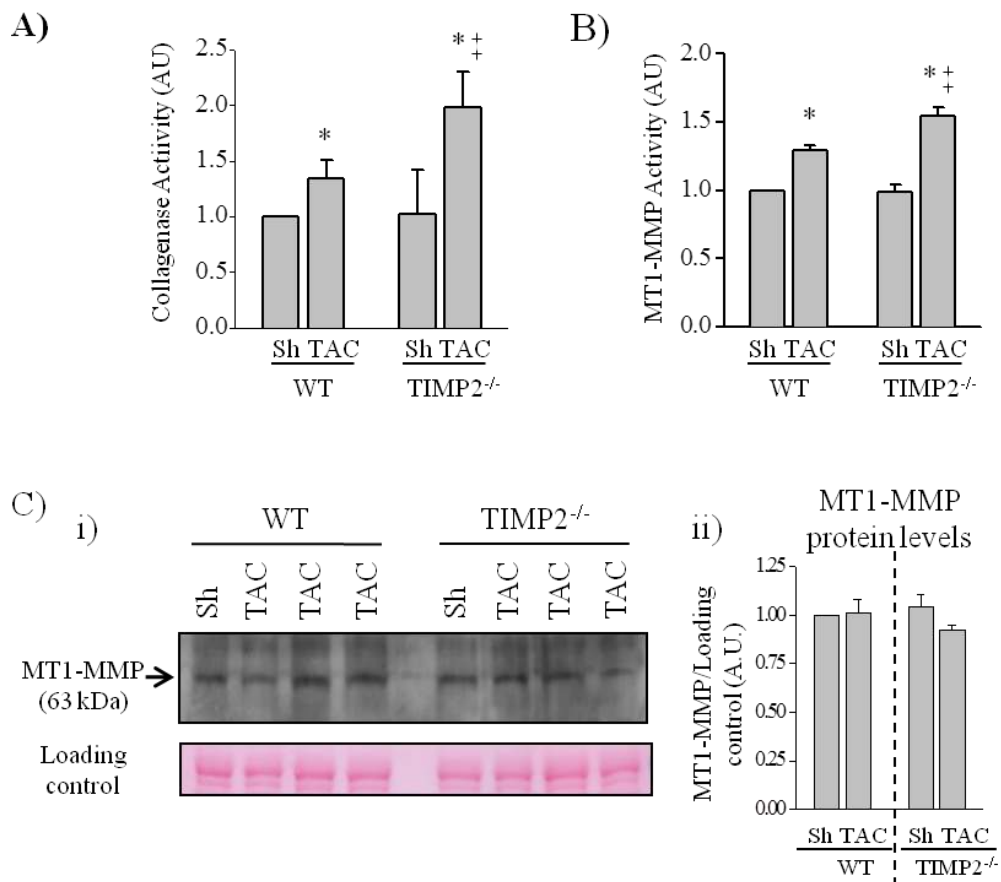 A)
Collagenase Actiivity (AU)
2.5
2.0
1.5
1.0
0.5
0.0
*
* ‡
Sh TAC
Sh TAC
WT
TIMP2-/-
B)
MT1-MMP Activity (AU)
2.0
1.5
1.0
0.5
0.0
*
* ‡
Sh TAC
Sh TAC
WT
TIMP2-/-
C)
i)
WT
TIMP2-/-
Sh
TAC
TAC
TAC
Sh
TAC
TAC
TAC
MT1-MMP
(63 kDa)
Loading
control
ii)
MT1-MMP
protein levels
MT1-MMP/Loading
control (A.U.)
1.25
1.00
0.75
0.50
0.25
0.00
Sh TAC
Sh TAC
WT
TIMP2-/-